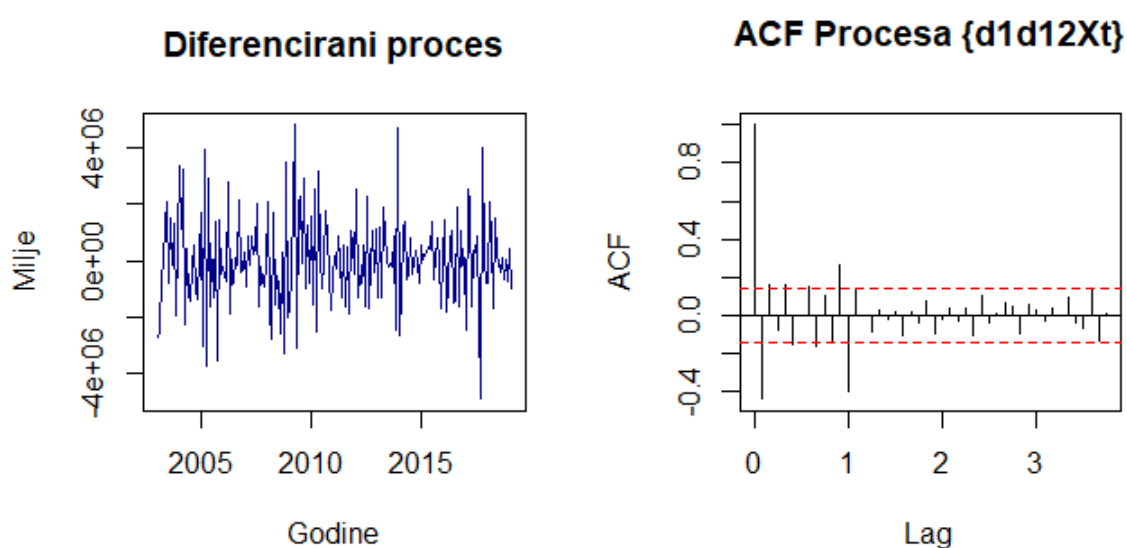 Diferencirani proces
Milje
4e+06
0e+00
-4e+06
2005 2010 2015
Godine
ACF Procesa {d1d12Xt}
ACF
0.8
0.4
0.0
-0.4
0 1 2 3
Lag